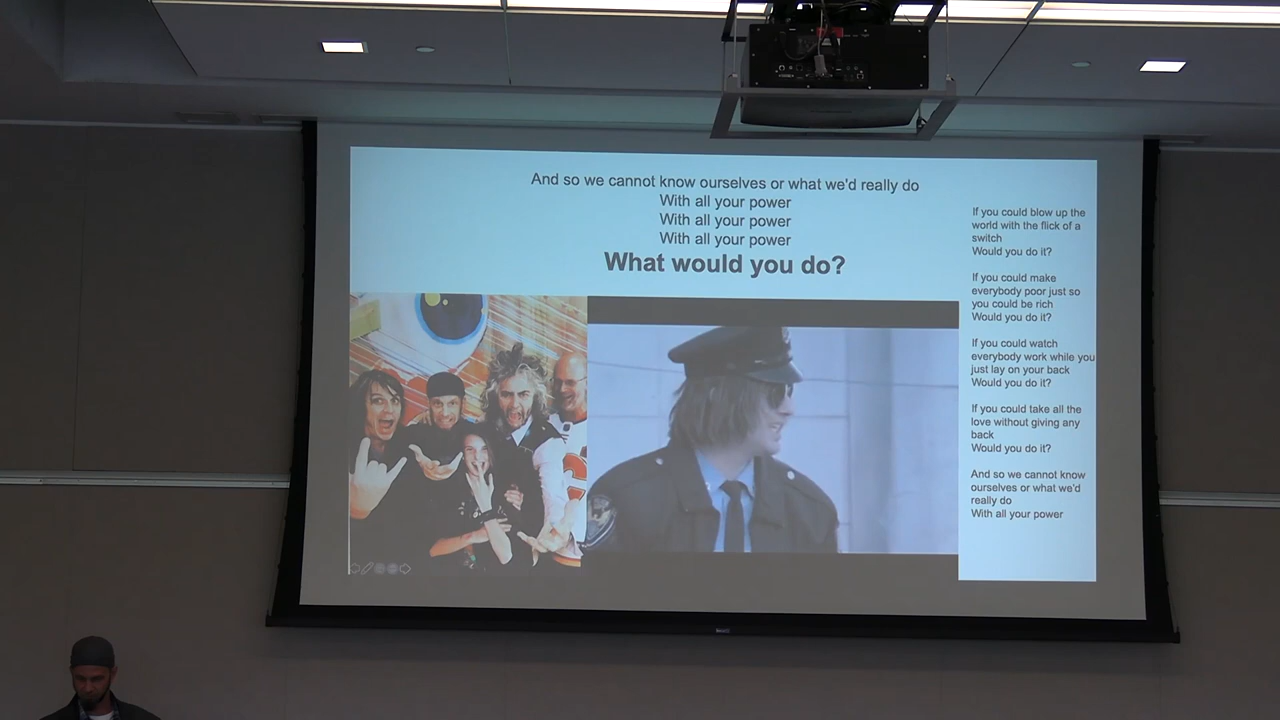 And so we cannot know ourselves or what we'd really do
With all your power
With all your power
With all your power
What would you do?
If you could blow up the
world with the flick of a
switch
Would you do it?
If you could make
everybody poor just so
you could be rich
Would you do it?
If you could watch
everybody work while you
just lay on your back
Would you do it?
If you could take all the
love without giving any
back
Would you do it?
And so we cannot know
ourselves or what we'd
really do
With all your power